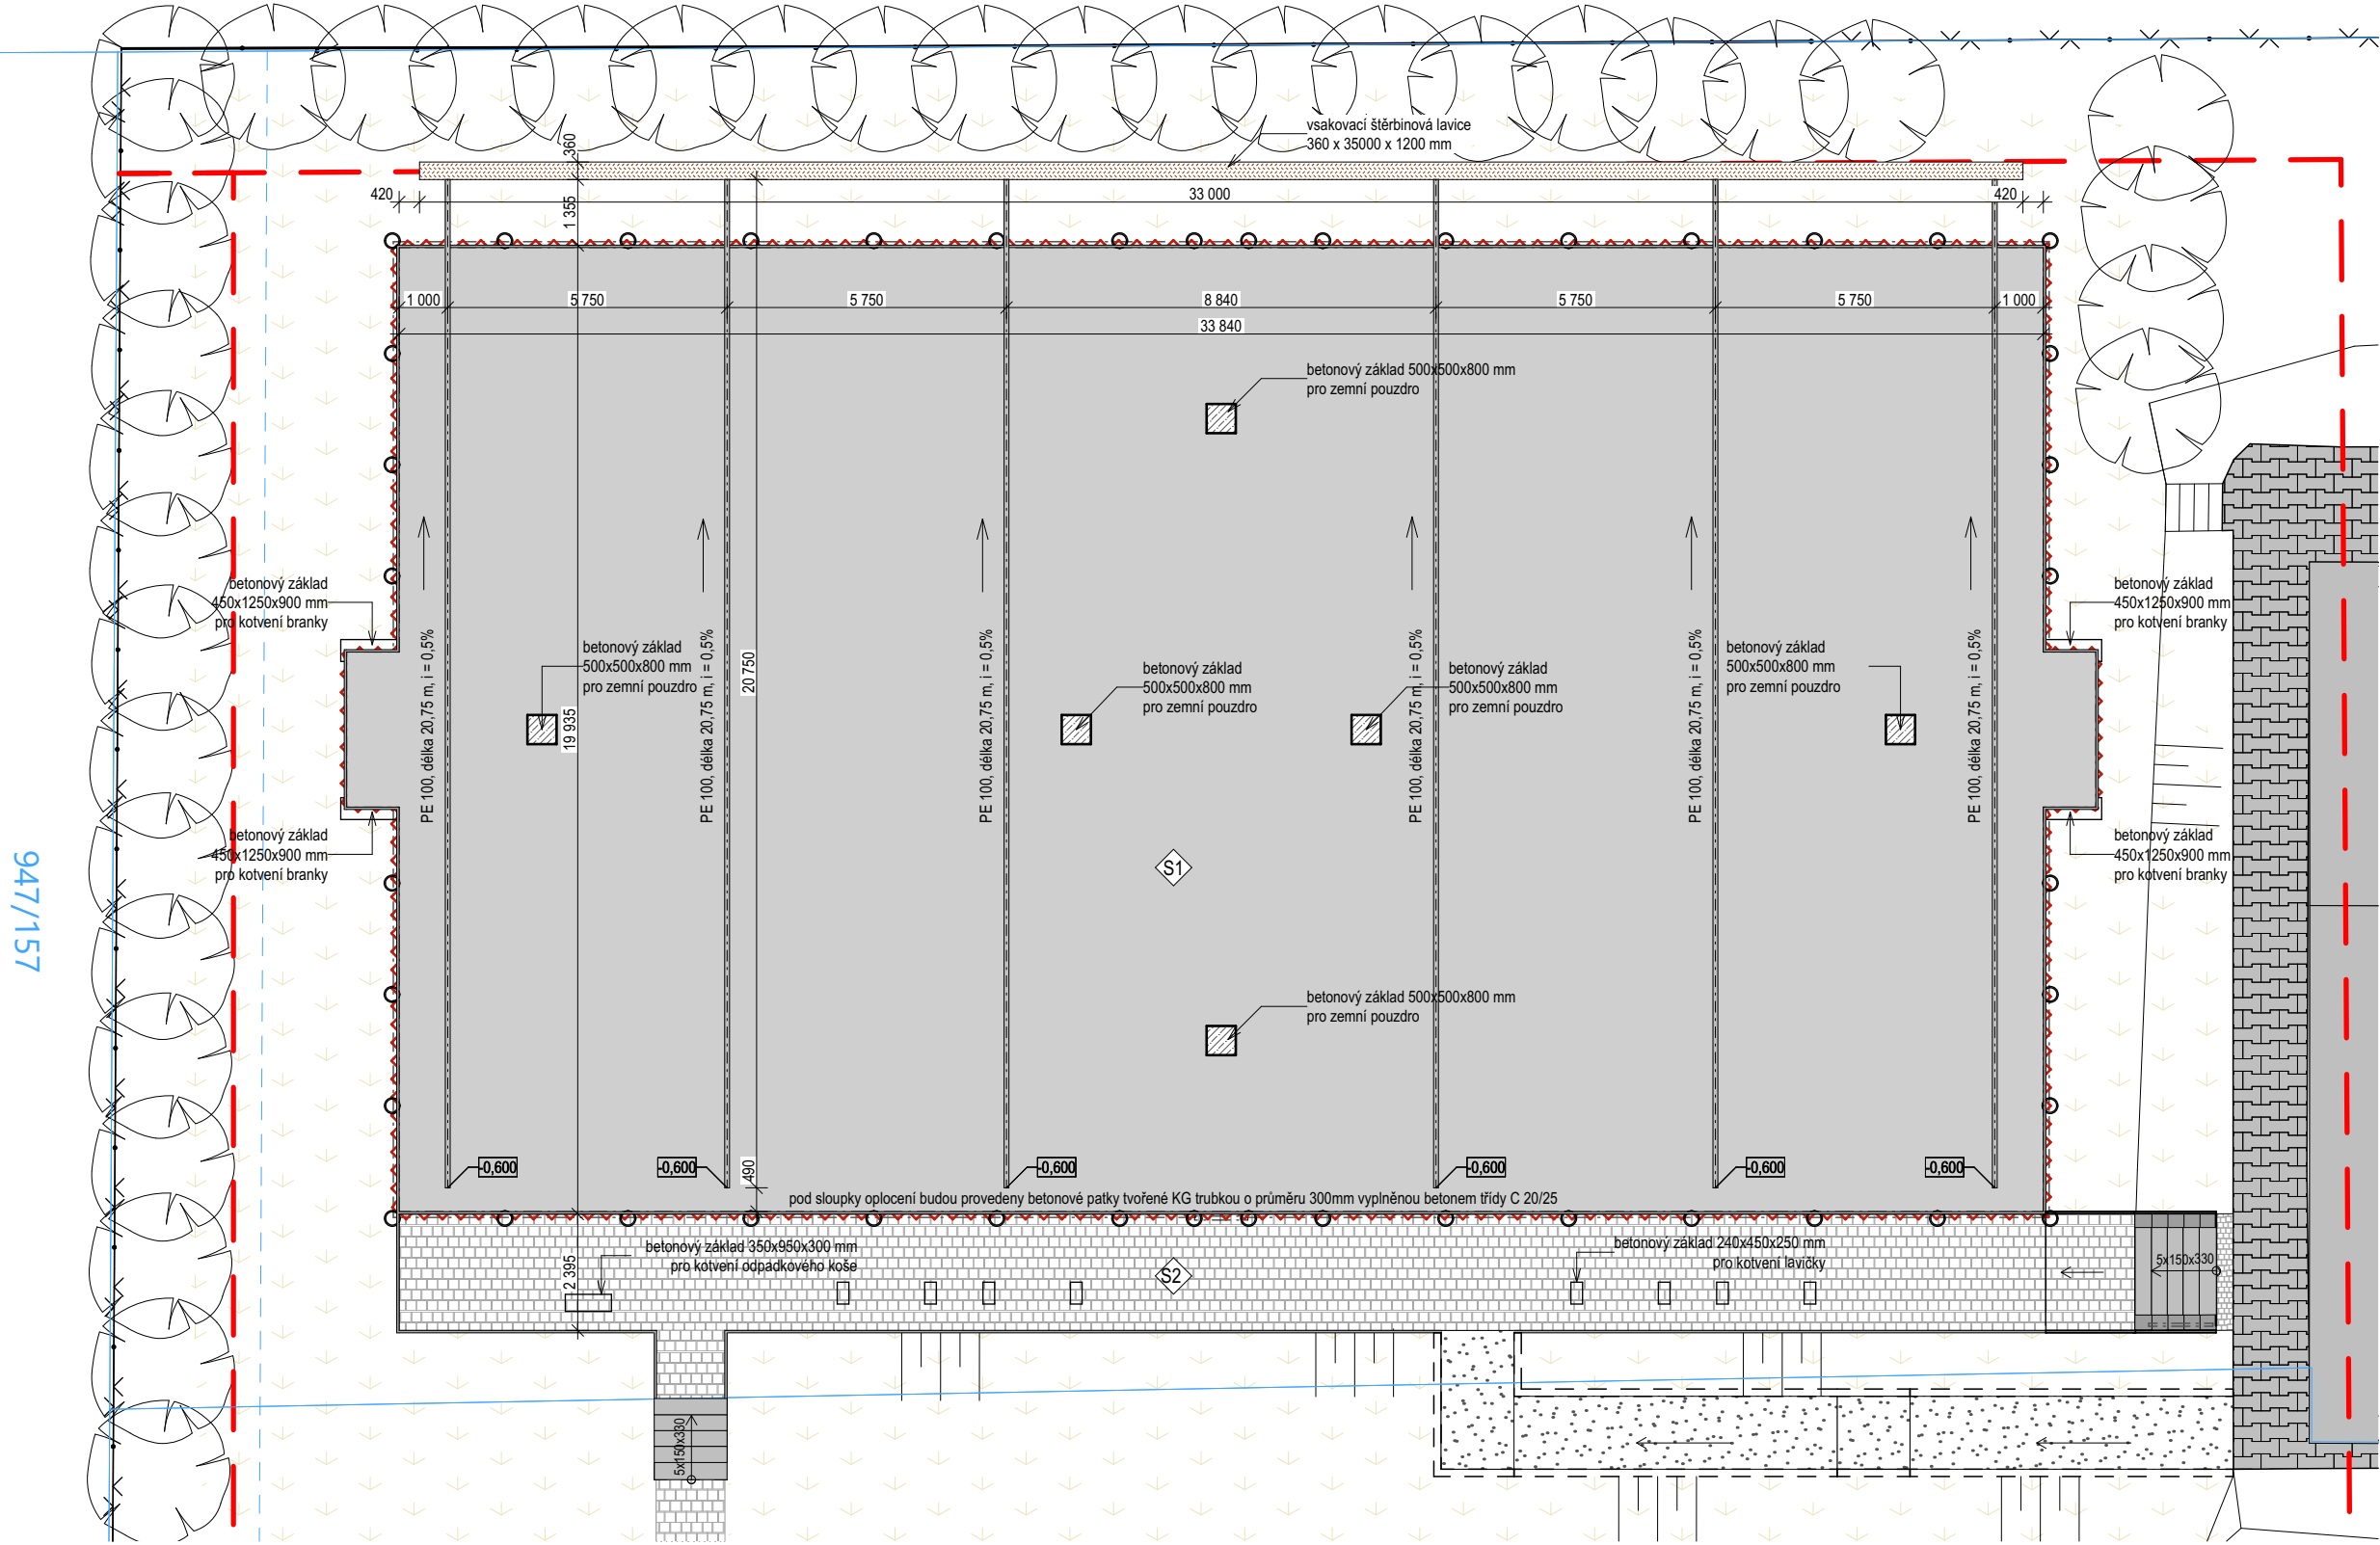 vsakovací štěrbinová lavice
360 x 35000 x 1200 mm
360
1 355
420
33 000
420
1 000
5 750
5 750
8 840
5 750
5 750
1 000
33 840
betonový základ 500x500x800 mm
pro zemní pouzdro
betonový základ
450x1250x900 mm
pro kotvení branky
betonový základ
450x1250x900 mm
pro kotvení branky
PE 100, délka 20,75 m, i = 0,5%
PE 100, délka 20,75 m, i = 0,5%
PE 100, délka 20,75 m, i = 0,5%
PE 100, délka 20,75 m, i = 0,5%
PE 100, délka 20,75 m, i = 0,5%
PE 100, délka 20,75 m, i = 0,5%
betonový základ
500x500x800 mm
pro zemní pouzdro
20 750
19 935
betonový základ
500x500x800 mm
pro zemní pouzdro
betonový základ
500x500x800 mm
pro zemní pouzdro
betonový základ
500x500x800 mm
pro zemní pouzdro
betonový základ
450x1250x900 mm
pro kotvení branky
betonový základ
450x1250x900 mm
pro kotvení branky
947/157
S1
betonový základ 500x500x800 mm
pro zemní pouzdro
-0,600
-0,600
-0,600
-0,600
-0,600
-0,600
490
pod sloupky oplocení budou provedeny betonové patky tvořené KG trubkou o průměru 300mm vyplněnou betonem třídy C 20/25
betonový základ 350x950x300 mm
pro kotvení odpadkového koše
2 395
S2
betonový základ 240x450x250 mm
pro kotvení lavičky
5x150x330
5x150x330